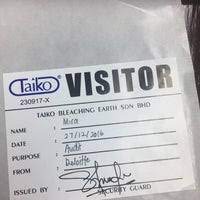 Taiko VISITOR
230917-X
TAIKO BLEACHING EARTH SDN BHD
NAME : Mira
DATE : 27/12/2016
PURPOSE : Audit
FROM : Deloitte
ISSUED BY :
SECURITY GUARD